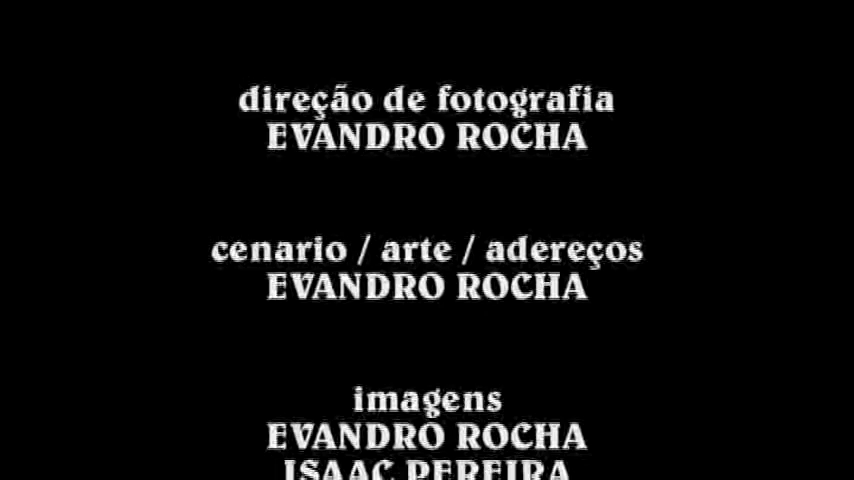 direção de fotografia
EVANDRO ROCHA
cenario / arte / adereços
EVANDRO ROCHA
imagens
EVANDRO ROCHA
ISAAC PEREIRA